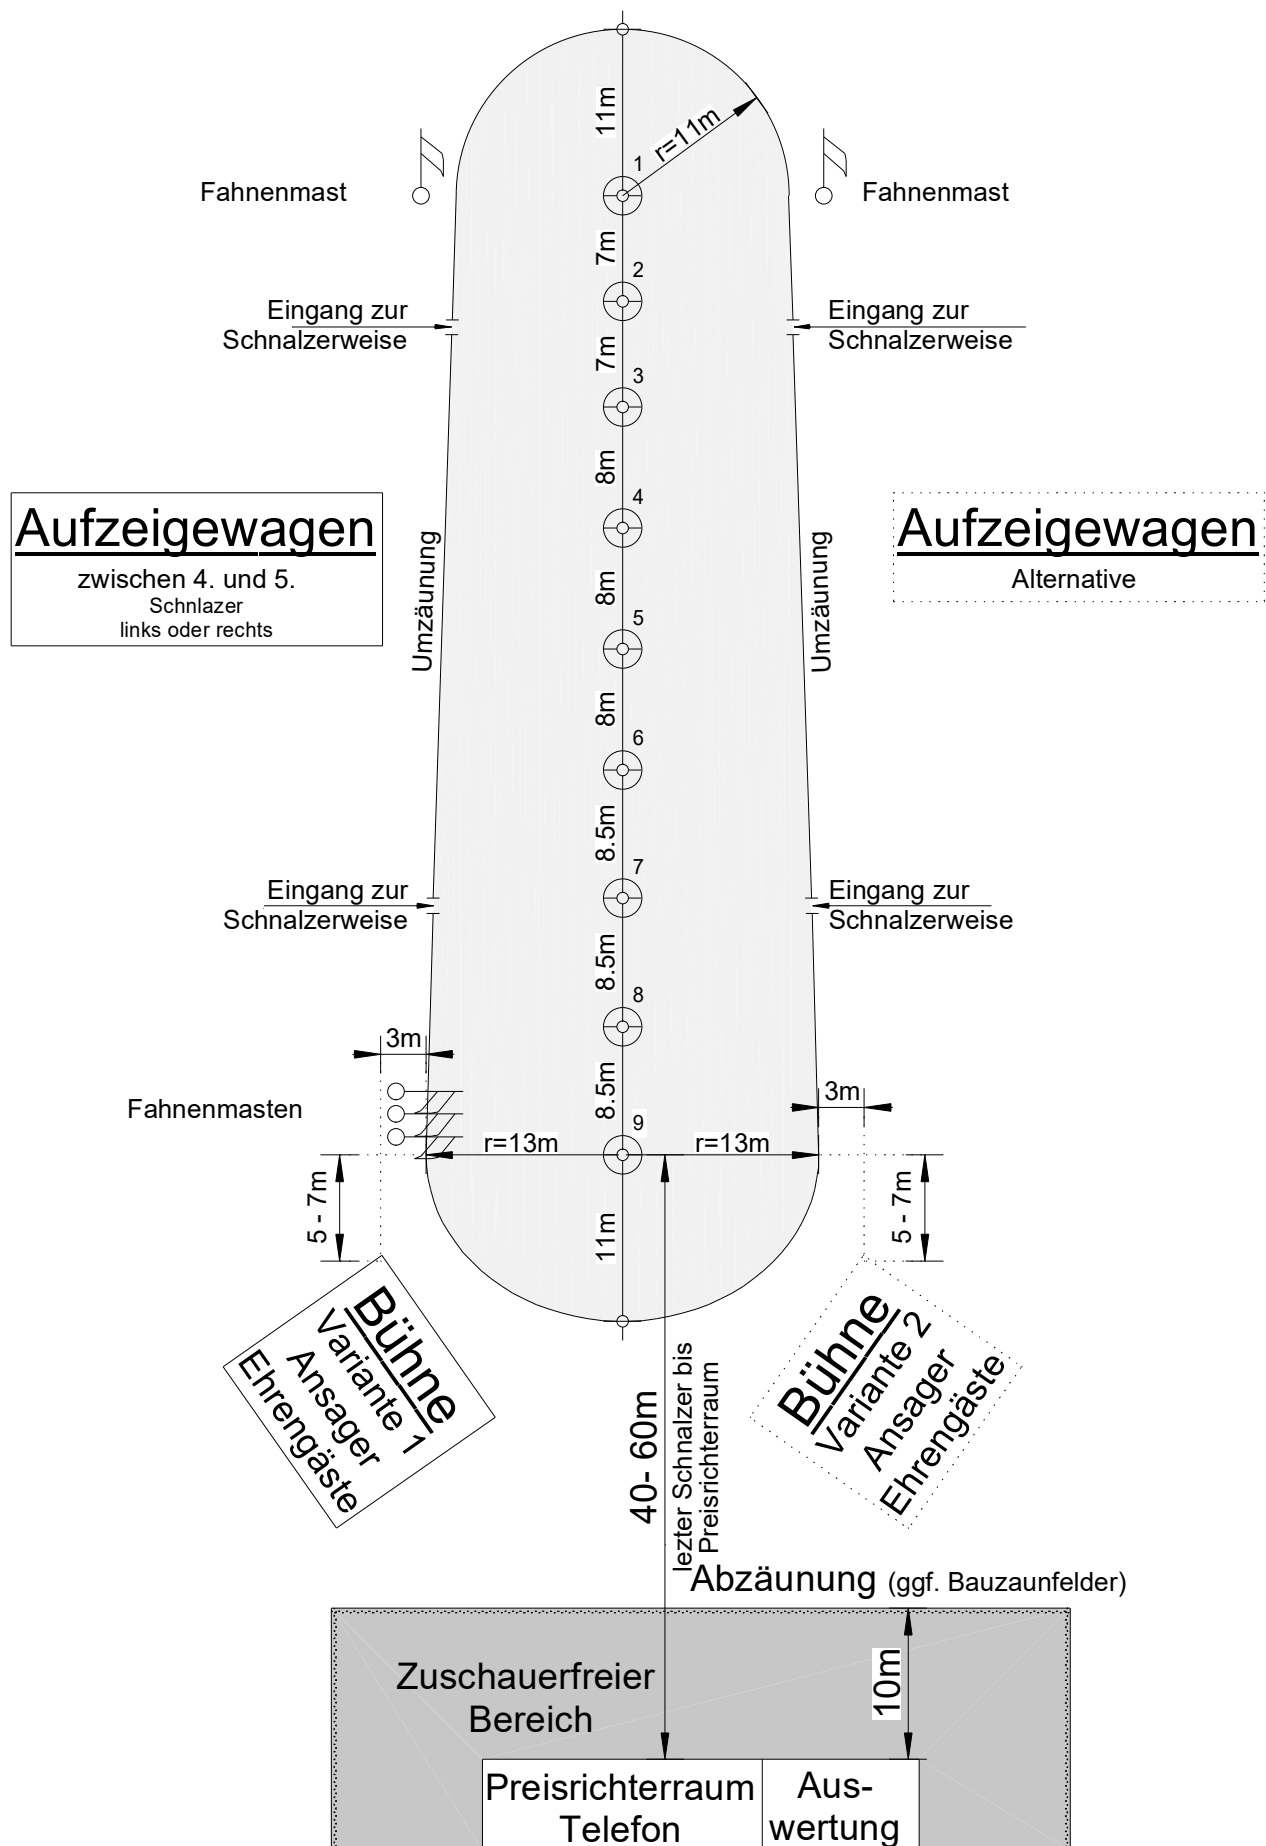 11m
r=11m
1
Fahnenmast
Fahnenmast
7m
2
Eingang zur
Schnalzerweise
Eingang zur
Schnalzerweise
7m
3
8m
4
Aufzeigewagen
zwischen 4. und 5.
Schnlazer
links oder rechts
Umzäunung
Umzäunung
Aufzeigewagen
Alternative
8m
5
8m
6
8.5m
7
Eingang zur
Schnalzerweise
Eingang zur
Schnalzerweise
8.5m
8
3m
8.5m
3m
Fahnenmasten
9
r=13m
r=13m
5 - 7m
11m
5 - 7m
Bühne
Variante 1
Ansager
Ehrengäste
Bühne
Variante 2
Ansager
Ehrengäste
40- 60m
lezter Schnalzer bis
Preisrichterraum
Abzäunung (ggf. Bauzaunfelder)
Zuschauerfreier
Bereich
10m
Preisrichterraum
Telefon
Aus-
wertung